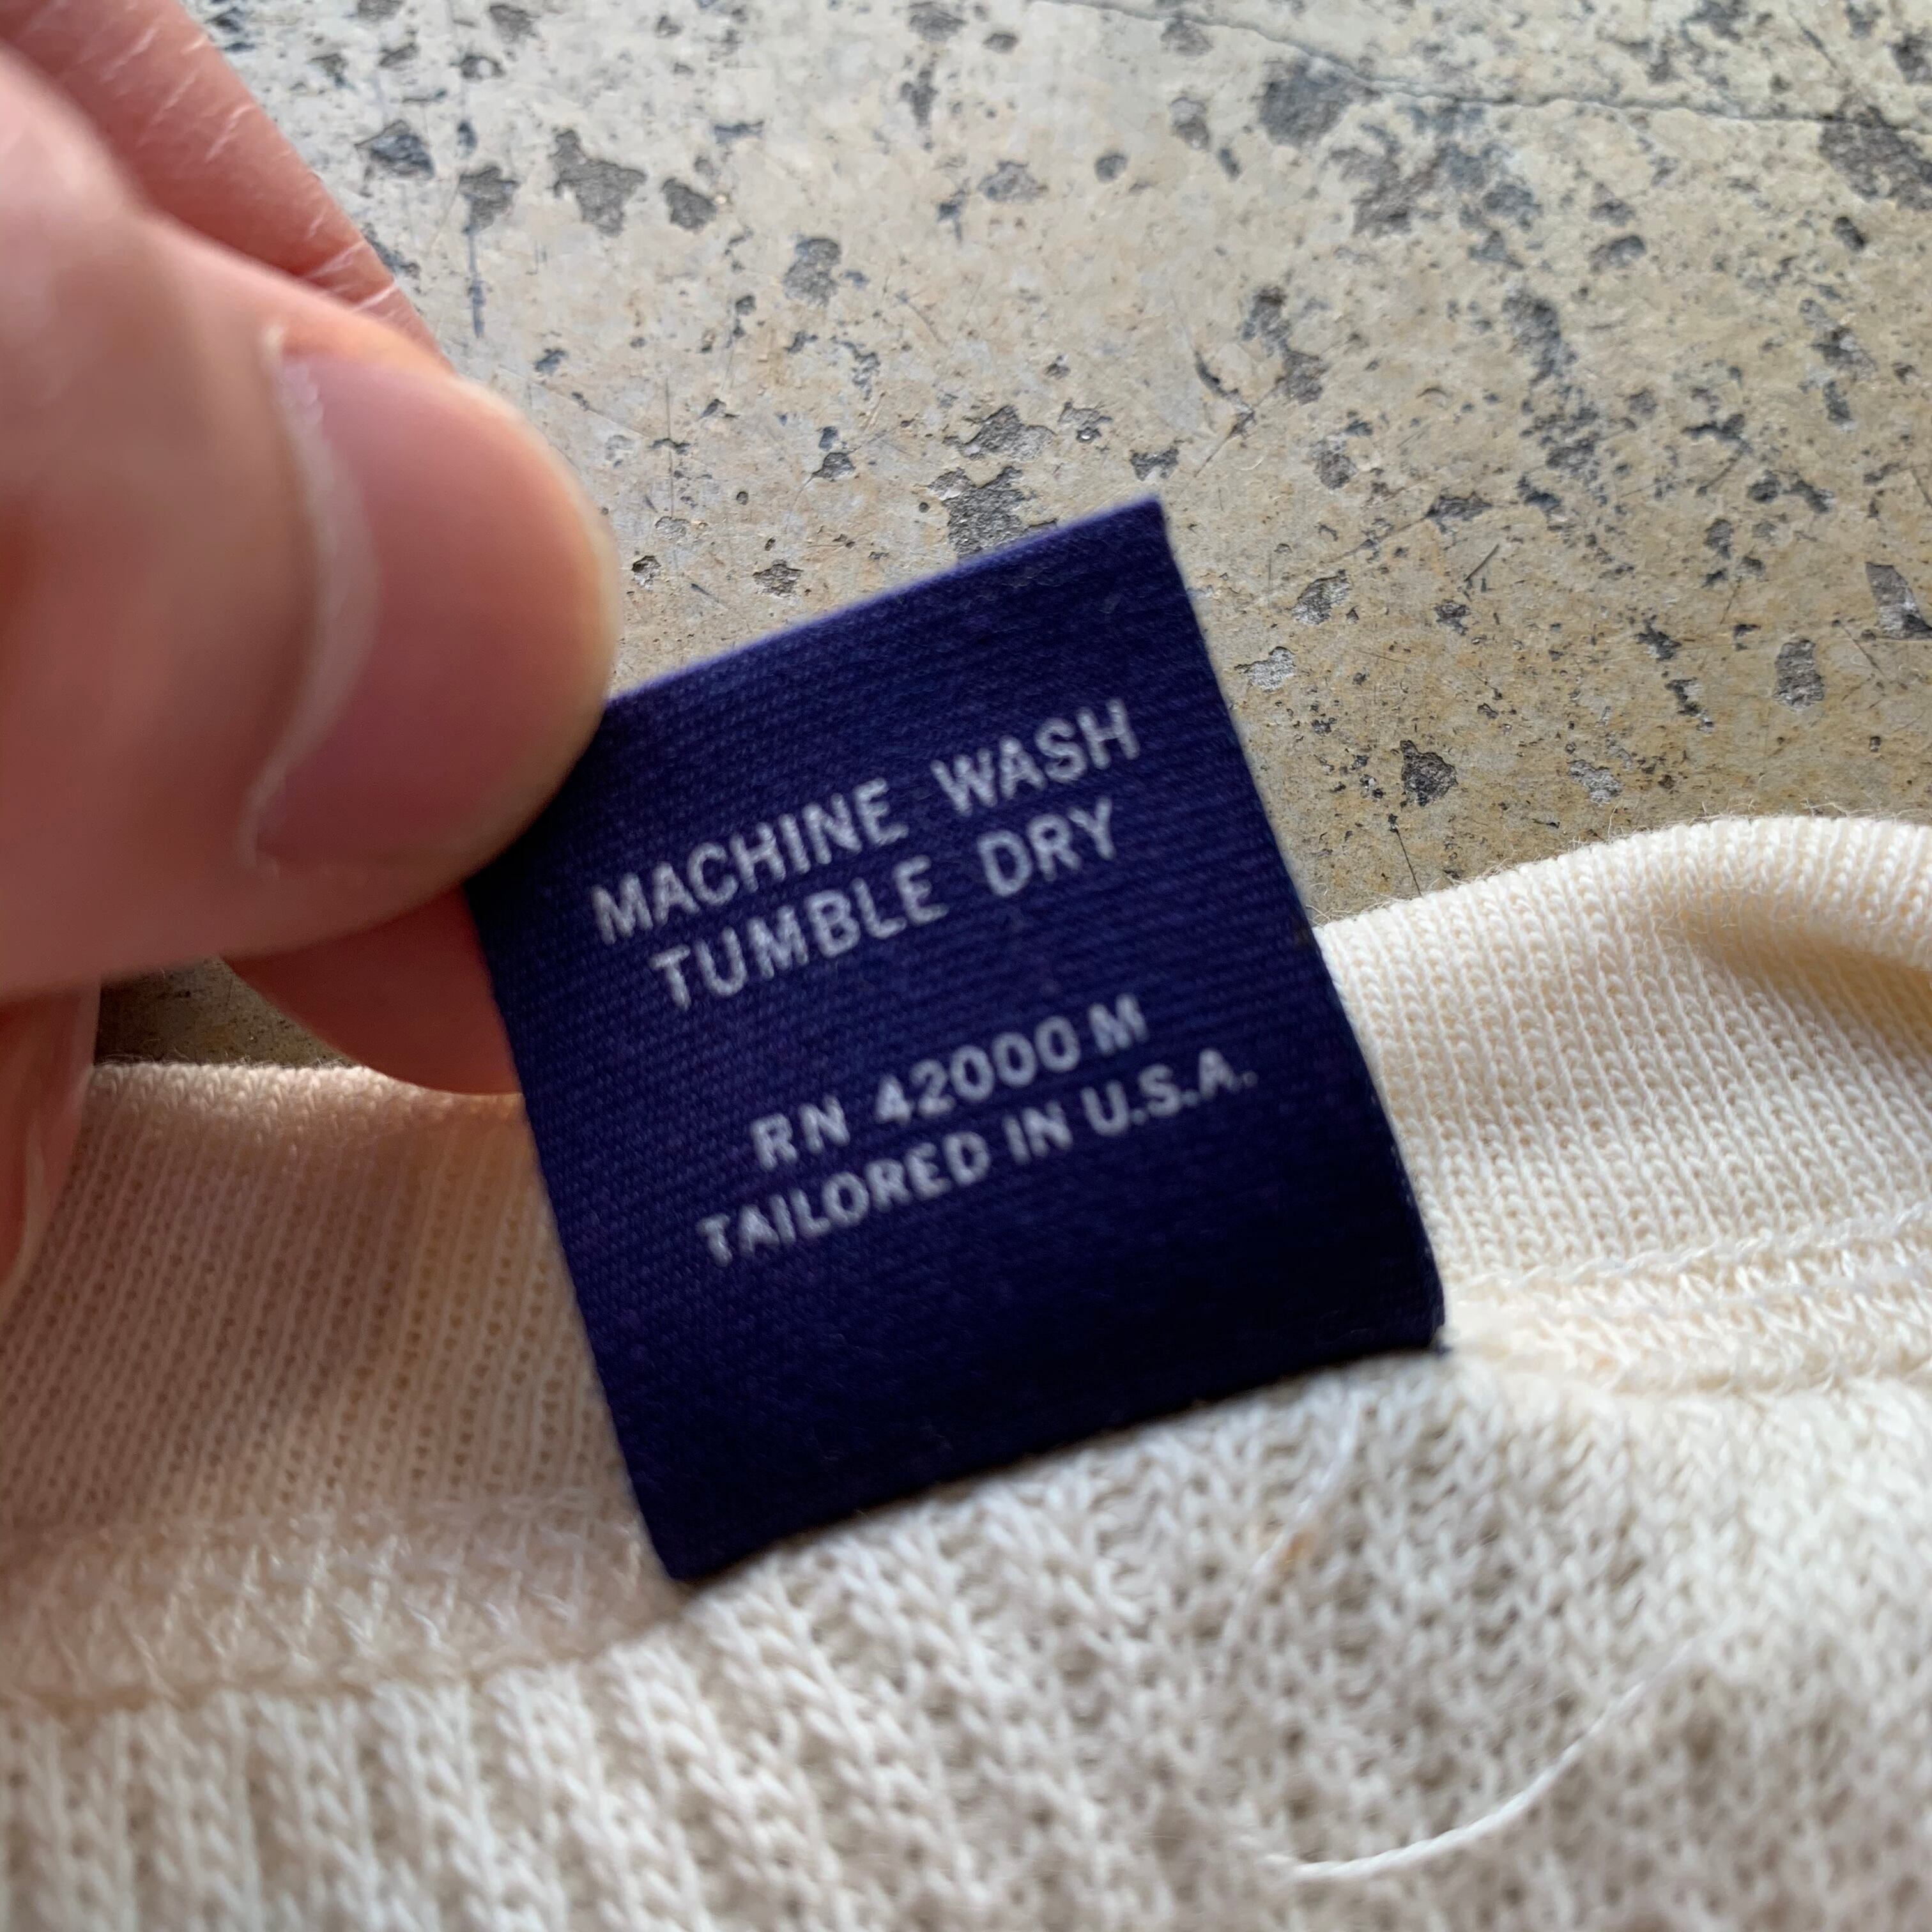 MACHINE WASH
TUMBLE DRY
RN 42000 M
TAILORED IN U.S.A.